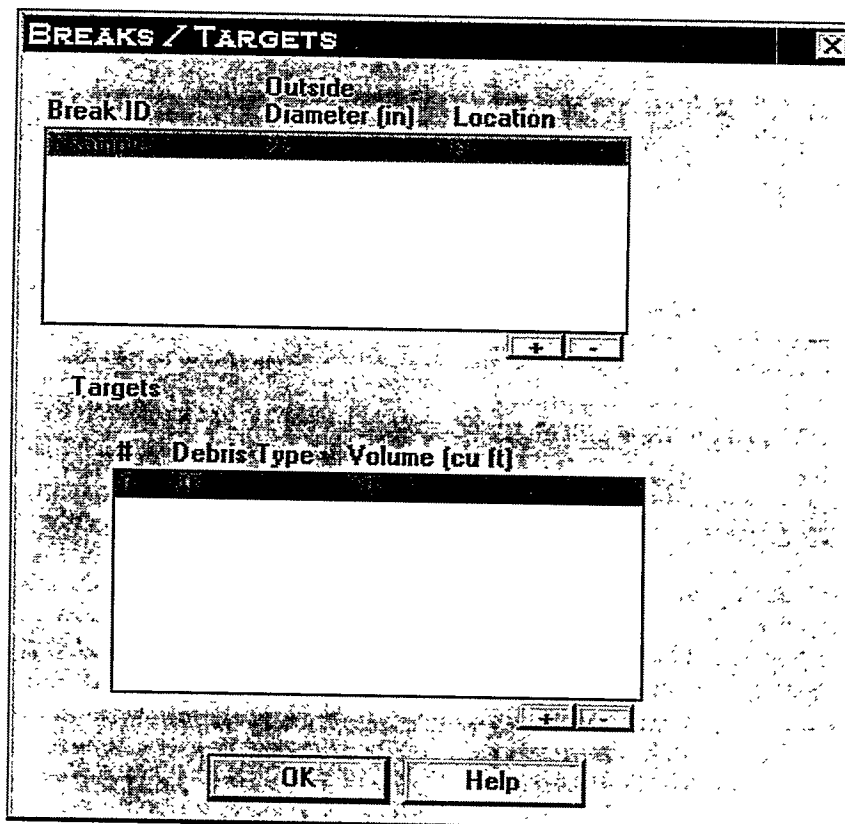 BREAKS / TARGETS
Outside
Break ID Diameter (in) Location
+ -
Targets
# Debris Type Volume (cu ft)
+ -
OK Help